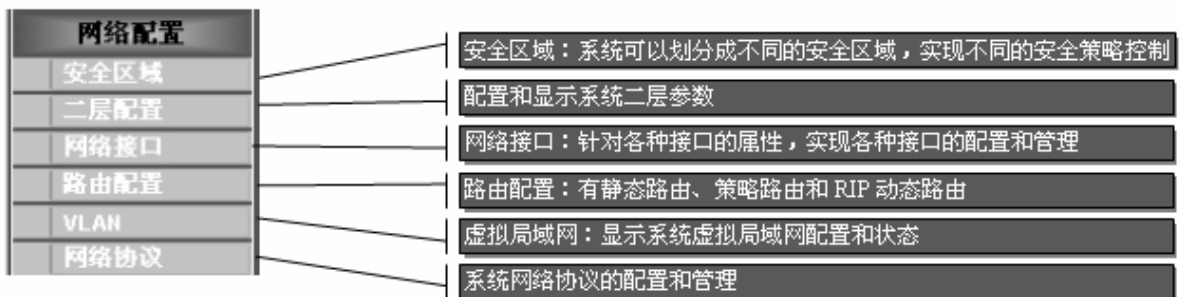 网络配置
安全区域
二层配置
网络接口
路由配置
VLAN
网络协议
安全区域：系统可以划分成不同的安全区域，实现不同的安全策略控制
配置和显示系统二层参数
网络接口：针对各种接口的属性，实现各种接口的配置和管理
路由配置：有静态路由、策略路由和 RIP 动态路由
虚拟局域网：显示系统虚拟局域网配置和状态
系统网络协议的配置和管理